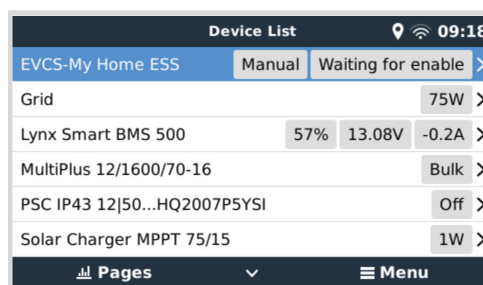 Device List 09:18
EVCS-My Home ESS Manual Waiting for enable
Grid 75W
Lynx Smart BMS 500 57% 13.08V -0.2A
MultiPlus 12/1600/70-16 Bulk
PSC IP43 12|50...HQ2007P5YSI Off
Solar Charger MPPT 75/15 1W
Pages Menu